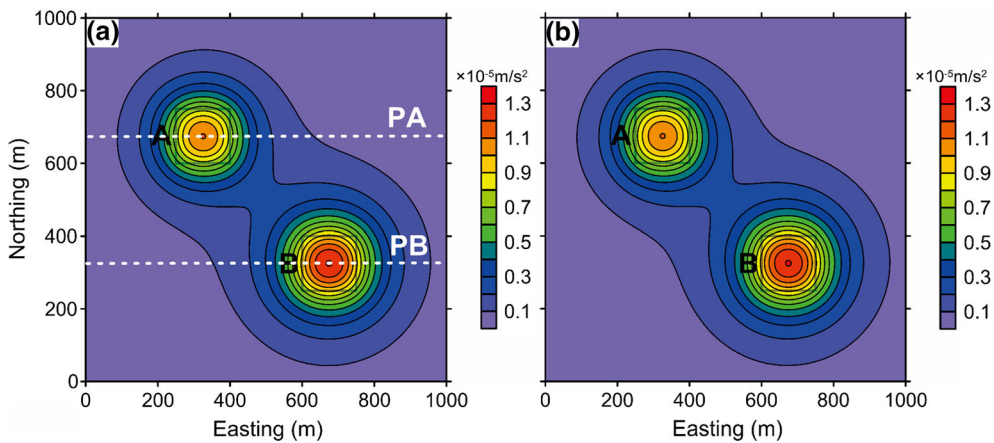 (a)
(b)
1000
800
600
400
200
0
Northing (m)
A
PA
B
PB
×10⁻⁵m/s²
1.3
1.1
0.9
0.7
0.5
0.3
0.1
0 200 400 600 800 1000
Easting (m)
A
B
×10⁻⁵m/s²
1.3
1.1
0.9
0.7
0.5
0.3
0.1
0 200 400 600 800 1000
Easting (m)